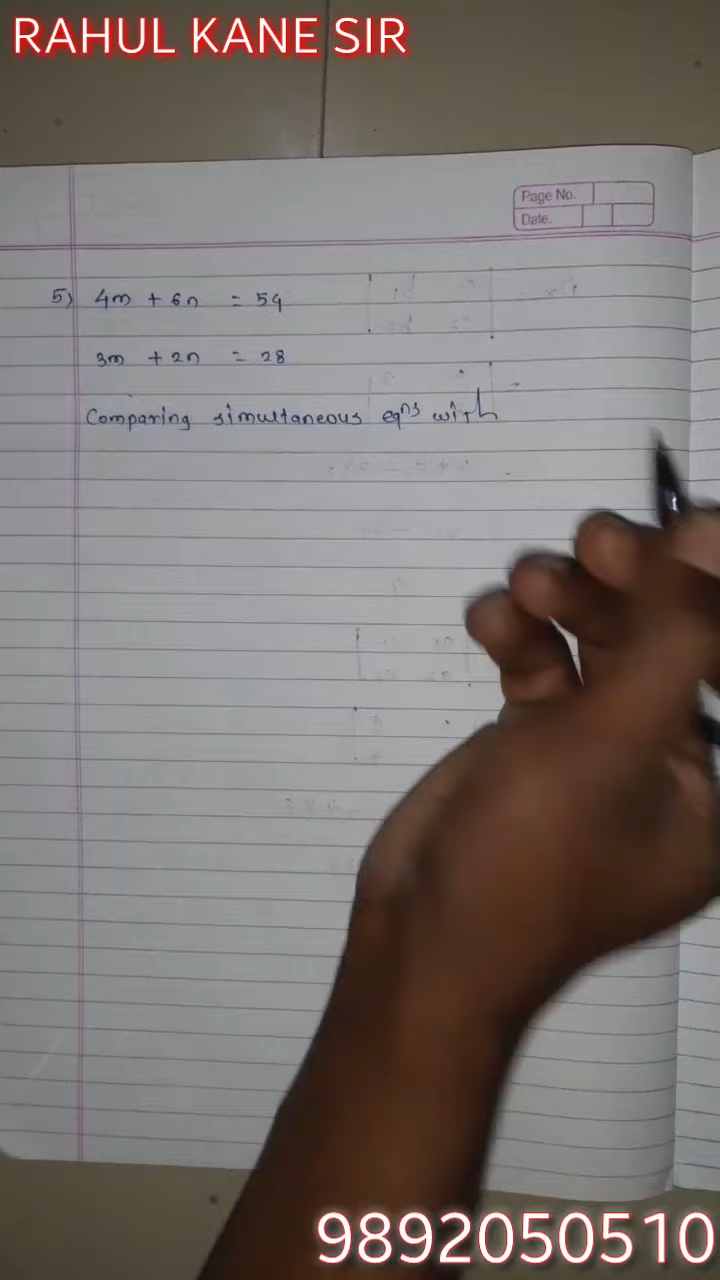 RAHUL KANE SIR
Page No.
Date.
5) 4m + 6n = 54
3m + 2n = 28
Comparing simultaneous eqns with
9892050510